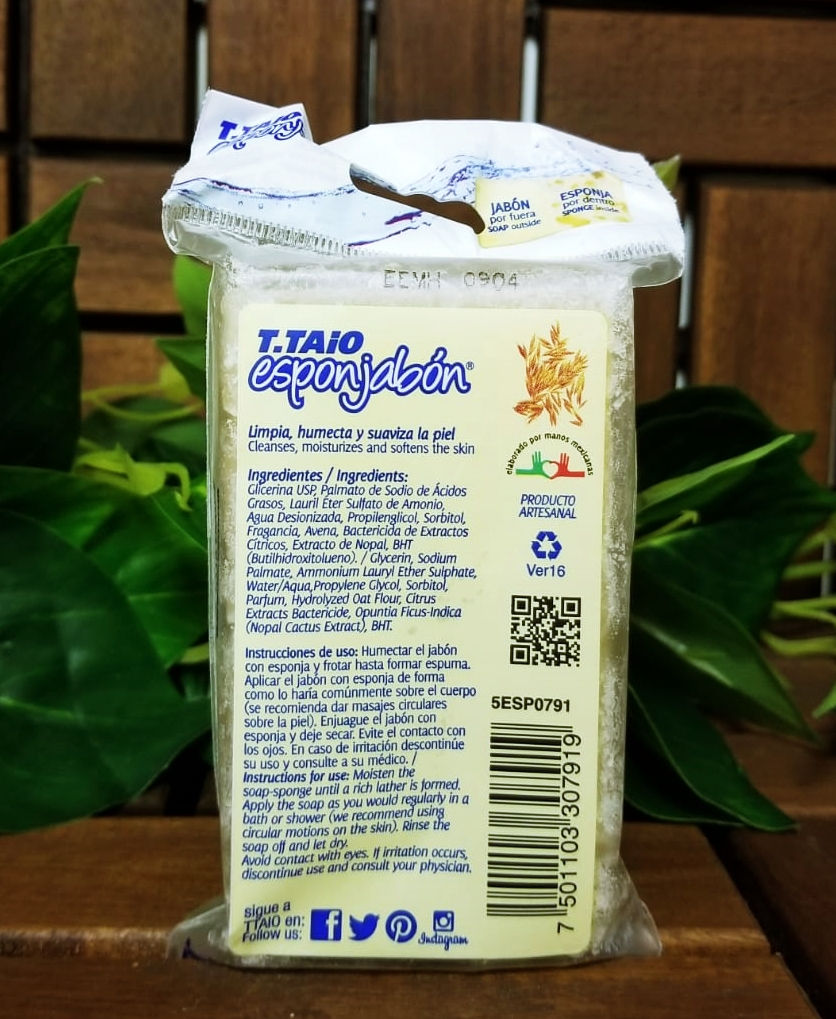 T.TAiO
JABÓN
por fuera
SOAP outside
ESPONJA
por dentro
SPONGE inside
0904
T.TAiO
esponjabón®
Limpia, humecta y suaviza la piel
Cleanses, moisturizes and softens the skin
Ingredientes / Ingredients:
Glicerina USP, Palmato de Sodio de Ácidos
Grasos, Lauril Éter Sulfato de Amonio,
Agua Desionizada, Propilenglicol, Sorbitol,
Fragancia, Avena, Bactericida de Extractos
Cítricos, Extracto de Nopal, BHT
(Butilhidroxitolueno). / Glycerin, Sodium
Palmate, Ammonium Lauryl Ether Sulphate,
Water/Aqua,Propylene Glycol, Sorbitol,
Parfum, Hydrolyzed Oat Flour, Citrus
Extracts Bactericide, Opuntia Ficus-Indica
(Nopal Cactus Extract), BHT.
Instrucciones de uso: Humectar el jabón
con esponja y frotar hasta formar espuma.
Aplicar el jabón con esponja de forma
como lo haría comúnmente sobre el cuerpo
(se recomienda dar masajes circulares
sobre la piel). Enjuague el jabón con
esponja y deje secar. Evite el contacto con
los ojos. En caso de irritación descontinúe
su uso y consulte a su médico. /
Instructions for use: Moisten the
soap-sponge until a rich lather is formed.
Apply the soap as you would regularly in a
bath or shower (we recommend using
circular motions on the skin). Rinse the
soap off and let dry.
Avoid contact with eyes. If irritation occurs,
discontinue use and consult your physician.
sigue a
TTAIO en:
Follow us:
Instagram
elaborado por manos mexicanas
PRODUCTO
ARTESANAL
Ver16
5ESP0791
7 501103 307919